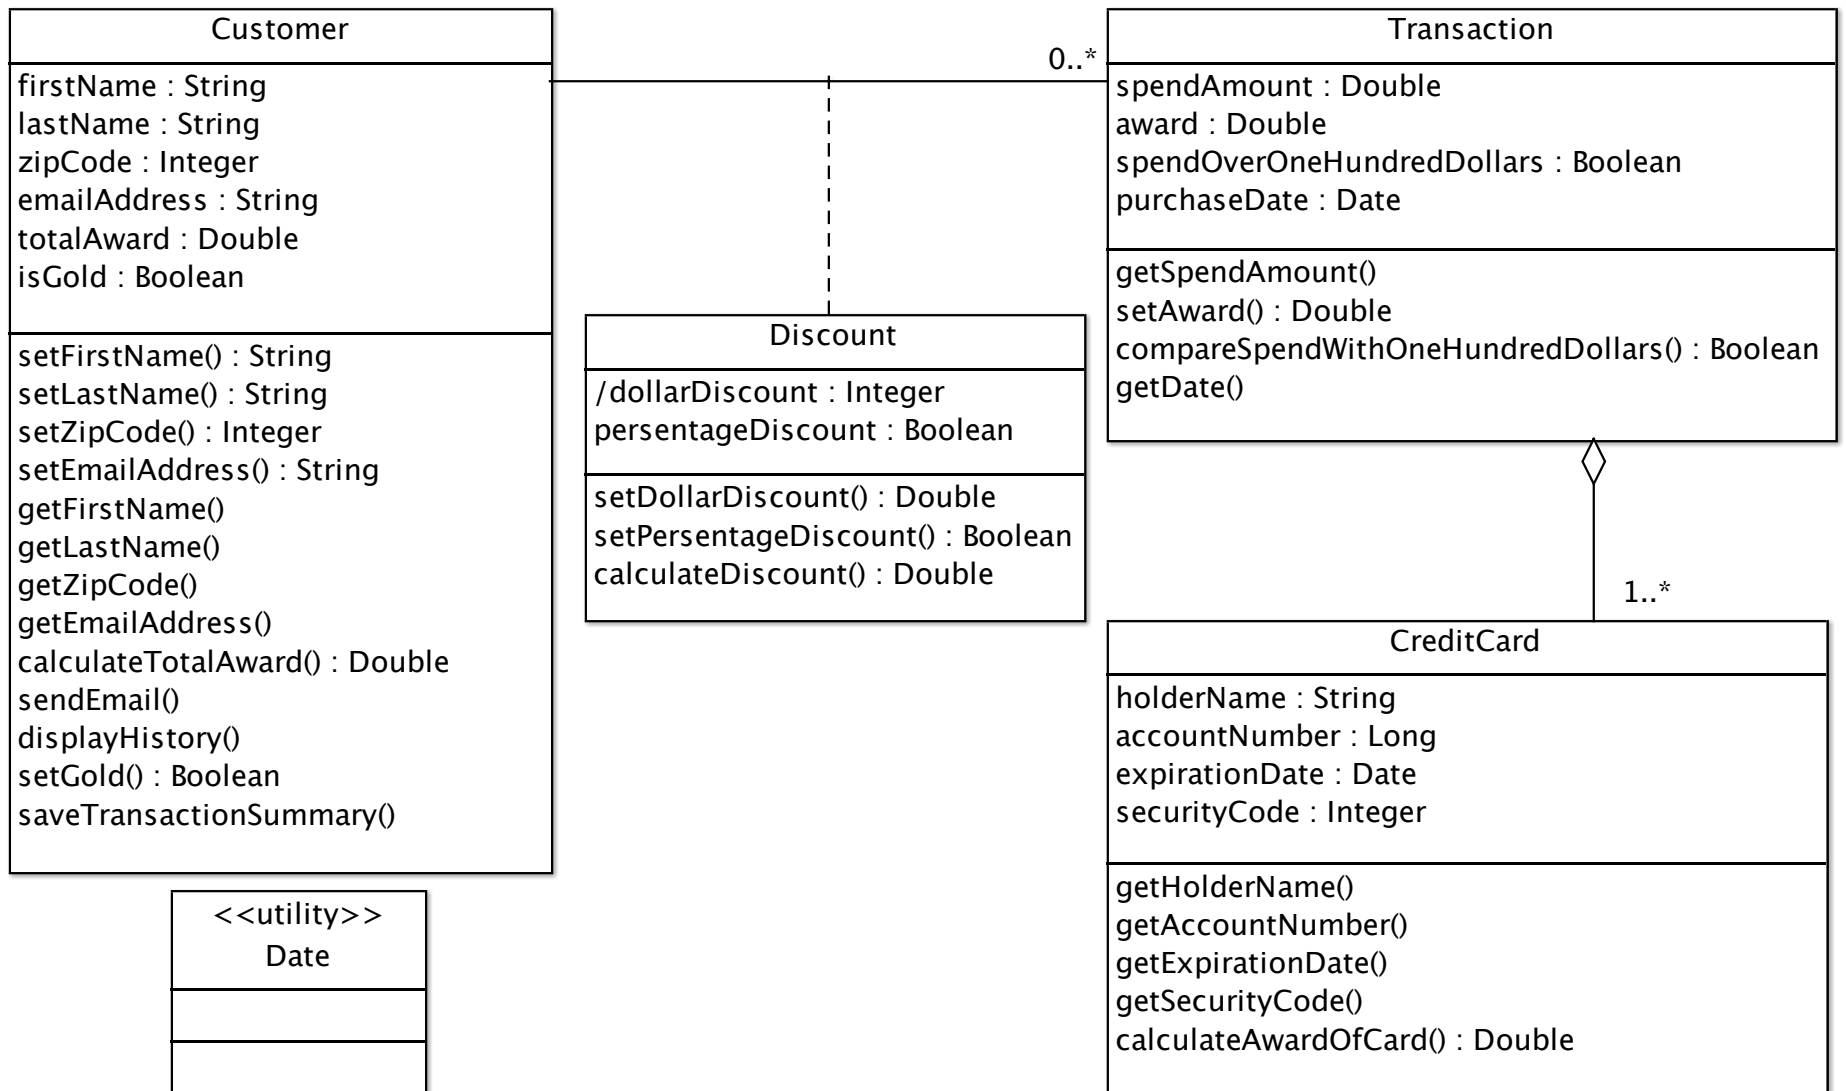 Customer
firstName : String
lastName : String
zipCode : Integer
emailAddress : String
totalAward : Double
isGold : Boolean
setFirstName() : String
setLastName() : String
setZipCode() : Integer
setEmailAddress() : String
getFirstName()
getLastName()
getZipCode()
getEmailAddress()
calculateTotalAward() : Double
sendEmail()
displayHistory()
setGold() : Boolean
saveTransactionSummary()
0..*
Transaction
spendAmount : Double
award : Double
spendOverOneHundredDollars : Boolean
purchaseDate : Date
getSpendAmount()
setAward() : Double
compareSpendWithOneHundredDollars() : Boolean
getDate()
Discount
/dollarDiscount : Integer
persentageDiscount : Boolean
setDollarDiscount() : Double
setPersentageDiscount() : Boolean
calculateDiscount() : Double
1..*
CreditCard
holderName : String
accountNumber : Long
expirationDate : Date
securityCode : Integer
getHolderName()
getAccountNumber()
getExpirationDate()
getSecurityCode()
calculateAwardOfCard() : Double
<<utility>>
Date